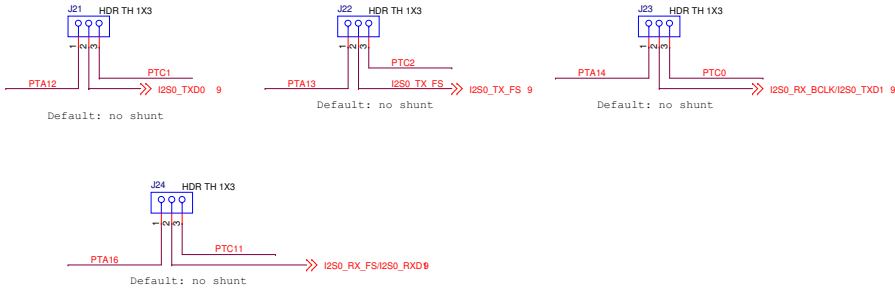 J21 HDR TH 1X3
1 2 3
PTC1
PTA12
I2S0_TXD0 9
Default: no shunt
J22 HDR TH 1X3
1 2 3
PTC2
PTA13
I2S0_TX_FS
I2S0_TX_FS 9
Default: no shunt
J23 HDR TH 1X3
1 2 3
PTA14
PTC0
I2S0_RX_BCLK/I2S0_TXD1 9
Default: no shunt
J24 HDR TH 1X3
1 2 3
PTC11
PTA16
I2S0_RX_FS/I2S0_RXD1 9
Default: no shunt